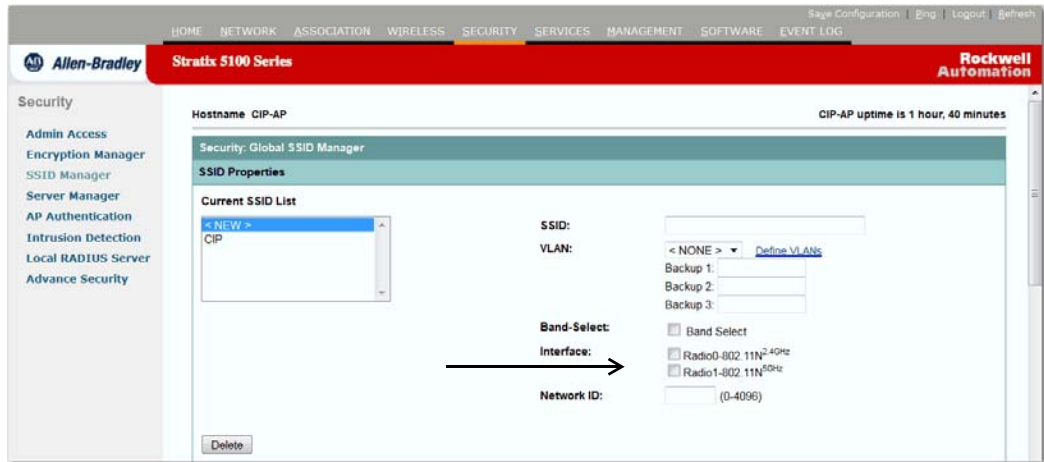 Save Configuration | Ping | Logout | Refresh
HOME NETWORK ASSOCIATION WIRELESS SECURITY SERVICES MANAGEMENT SOFTWARE EVENT LOG
AB Allen-Bradley
Stratix 5100 Series
Rockwell
Automation
Security
Admin Access
Encryption Manager
SSID Manager
Server Manager
AP Authentication
Intrusion Detection
Local RADIUS Server
Advance Security
Hostname CIP-AP
CIP-AP uptime is 1 hour, 40 minutes
Security: Global SSID Manager
SSID Properties
Current SSID List
< NEW >
CIP
SSID:
VLAN: < NONE > Define VLANs
Backup 1:
Backup 2:
Backup 3:
Band-Select: Band Select
Interface: Radio0-802.11N2.4GHz
Radio1-802.11N5GHz
Network ID: (0-4096)
Delete